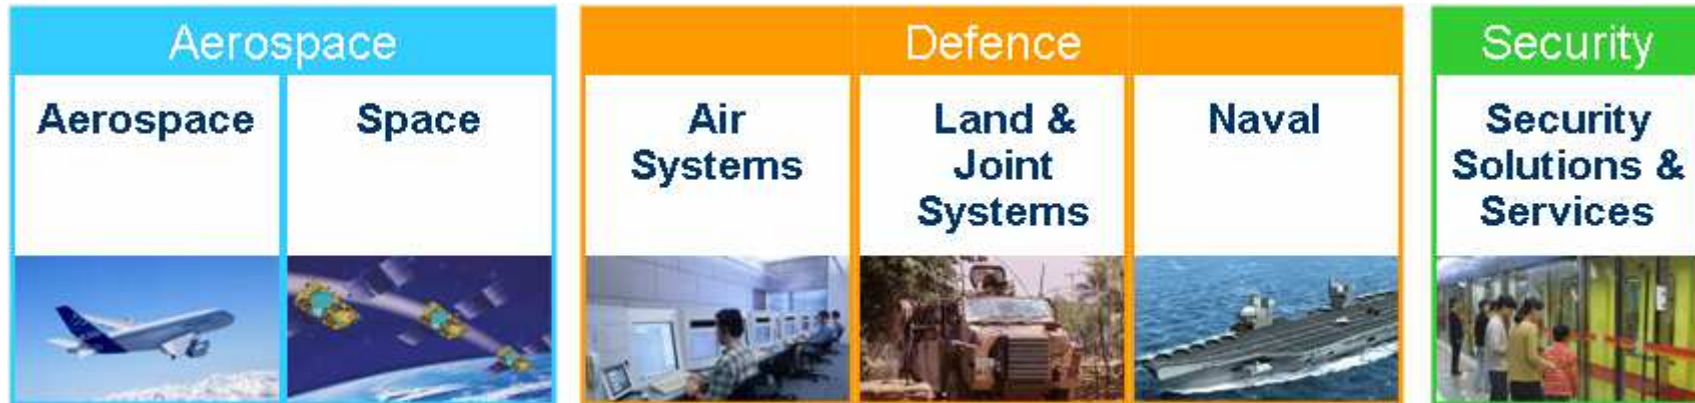 Aerospace
Defence
Security
Aerospace
Space
Air
Systems
Land &
Joint
Systems
Naval
Security
Solutions &
Services